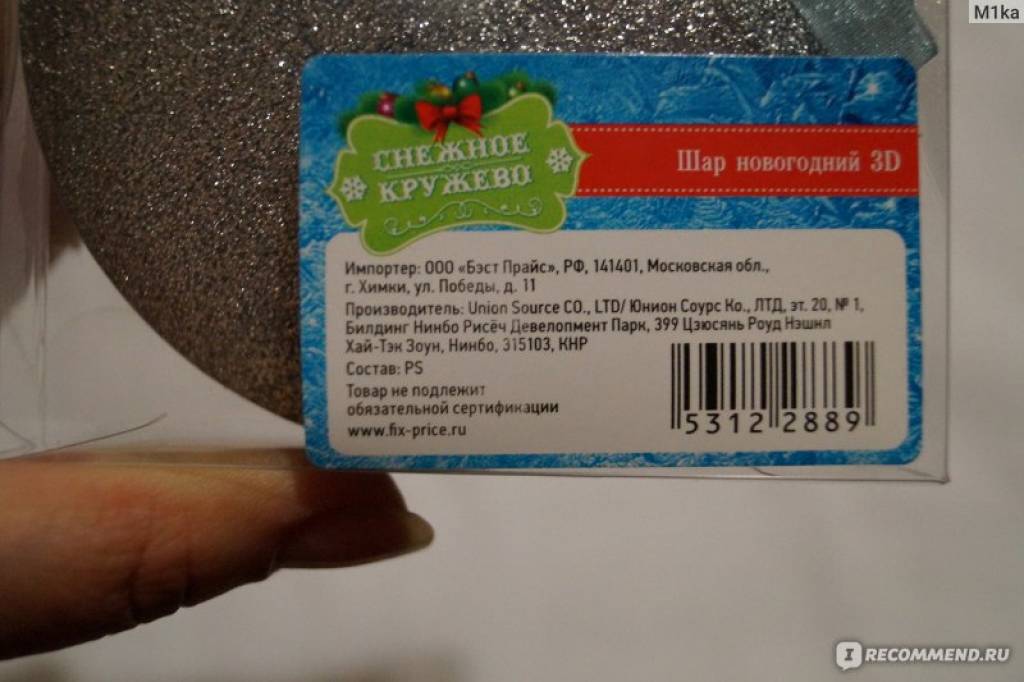 M1ka
СНЕЖНОЕ
КРУЖЕВО
Шар новогодний 3D
Импортер: ООО «Бэст Прайс», РФ, 141401, Московская обл.,
г. Химки, ул. Победы, д. 11
Производитель: Union Source CO., LTD/ Юнион Соурс Ко., ЛТД, эт. 20, № 1,
Билдинг Нинбо Рисёч Девелопмент Парк, 399 Цзюсянь Роуд Нэшнл
Хай-Тэк Зоун, Нинбо, 315103, КНР
Состав: PS
Товар не подлежит
обязательной сертификации
www.fix-price.ru
5312 2889
I RECOMMEND.RU